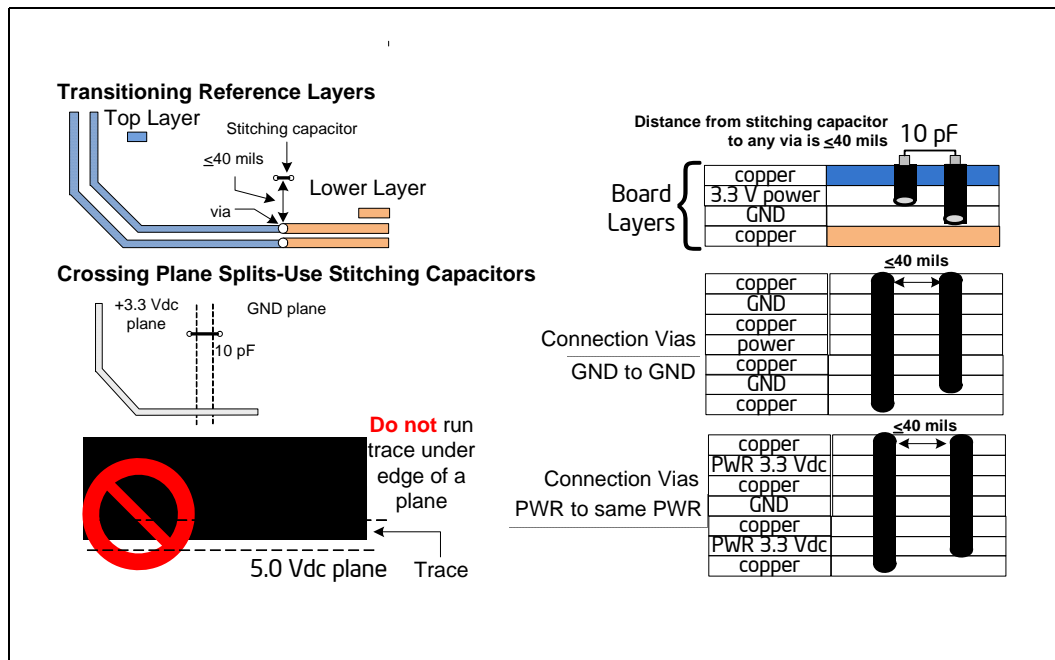 Transitioning Reference Layers
Top Layer
Stitching capacitor
≤40 mils
Lower Layer
via
Crossing Plane Splits-Use Stitching Capacitors
+3.3 Vdc
plane
GND plane
10 pF
Do not run
trace under
edge of a
plane
5.0 Vdc plane
Trace
Distance from stitching capacitor
to any via is ≤40 mils
10 pF
Board
Layers
copper
3.3 V power
GND
copper
≤40 mils
Connection Vias
GND to GND
copper
GND
copper
power
copper
GND
copper
≤40 mils
Connection Vias
PWR to same PWR
copper
PWR 3.3 Vdc
copper
GND
copper
PWR 3.3 Vdc
copper